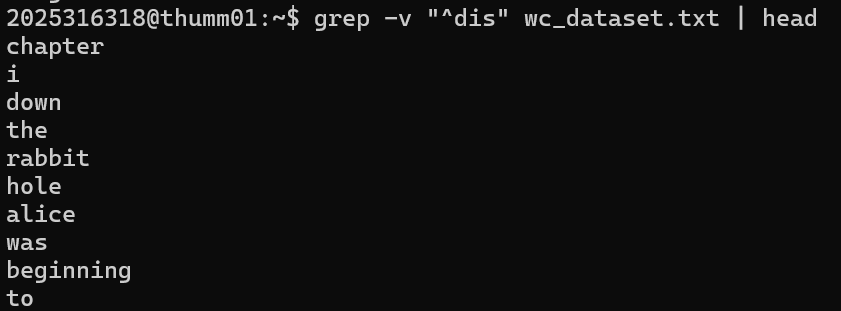 2025316318@thumm01:~$ grep -v "^dis" wc_dataset.txt | head
chapter
i
down
the
rabbit
hole
alice
was
beginning
to